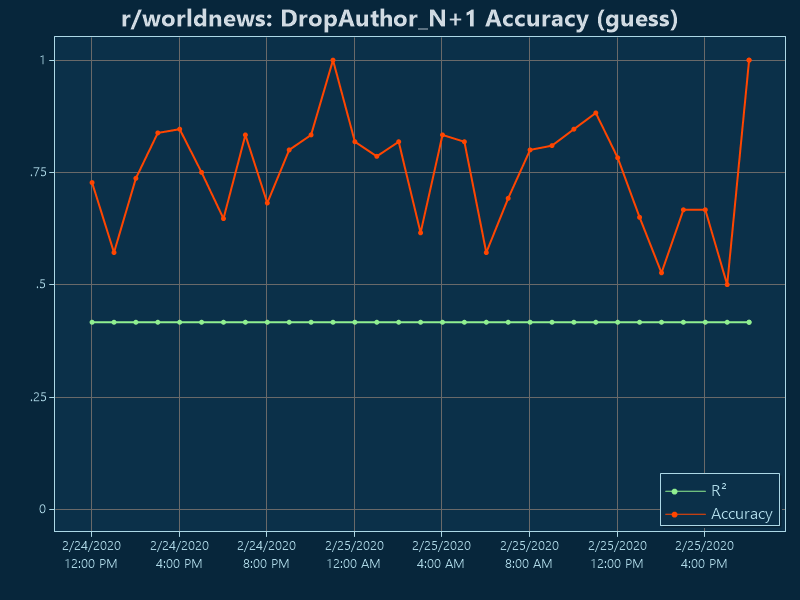 r/worldnews: DropAuthor_N+1 Accuracy (guess)
1
.75
.5
.25
0
R²
Accuracy
2/24/2020 2/24/2020 2/24/2020 2/25/2020 2/25/2020 2/25/2020 2/25/2020 2/25/2020
12:00 PM 4:00 PM 8:00 PM 12:00 AM 4:00 AM 8:00 AM 12:00 PM 4:00 PM